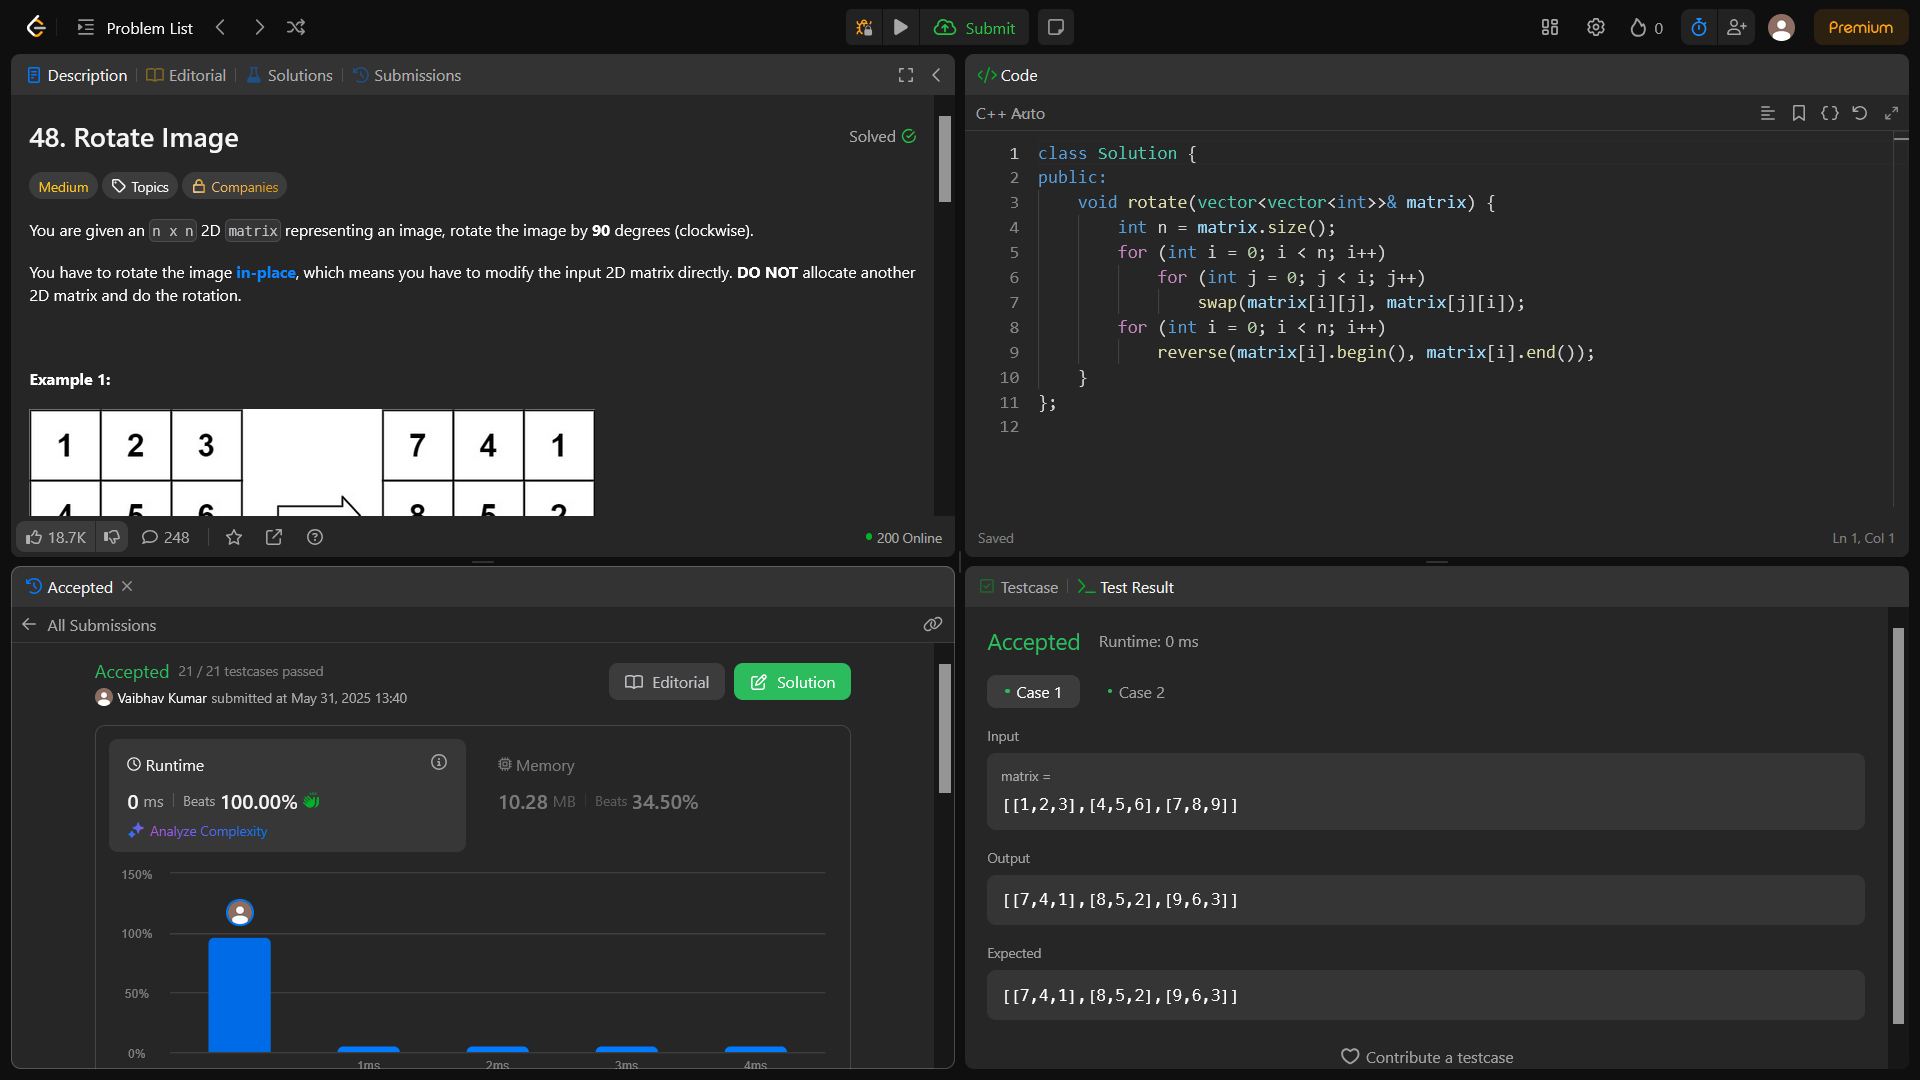 Problem List
Submit
0
Premium
Description
Editorial
Solutions
Submissions
48. Rotate Image
Solved
Medium
Topics
Companies
You are given an n x n 2D matrix representing an image, rotate the image by 90 degrees (clockwise).
You have to rotate the image in-place, which means you have to modify the input 2D matrix directly. DO NOT allocate another
2D matrix and do the rotation.
Example 1:
1 2 3 7 4 1
4 5 6 8 5 2
18.7K
248
200 Online
</> Code
C++ Auto
1 class Solution {
2 public:
3 void rotate(vector<vector<int>>& matrix) {
4 int n = matrix.size();
5 for (int i = 0; i < n; i++)
6 for (int j = 0; j < i; j++)
7 swap(matrix[i][j], matrix[j][i]);
8 for (int i = 0; i < n; i++)
9 reverse(matrix[i].begin(), matrix[i].end());
10 }
11 };
12
Saved
Ln 1, Col 1
Accepted
All Submissions
Accepted 21 / 21 testcases passed
Vaibhav Kumar submitted at May 31, 2025 13:40
Editorial
Solution
Runtime
0 ms Beats 100.00%
Analyze Complexity
Memory
10.28 MB Beats 34.50%
150%
100%
50%
0%
1ms 2ms 3ms 4ms
Testcase
Test Result
Accepted Runtime: 0 ms
Case 1
Case 2
Input
matrix =
[[1,2,3],[4,5,6],[7,8,9]]
Output
[[7,4,1],[8,5,2],[9,6,3]]
Expected
[[7,4,1],[8,5,2],[9,6,3]]
Contribute a testcase